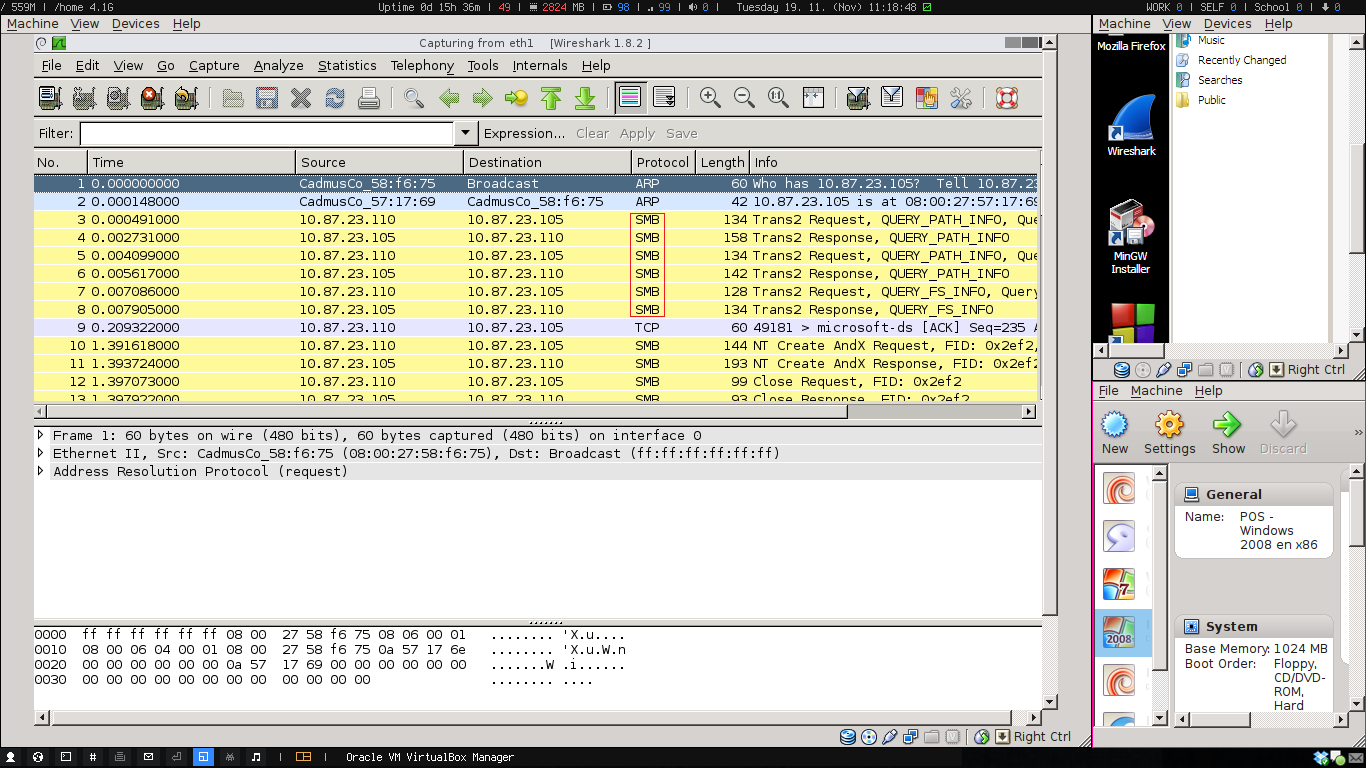 / 559M | /home 4.1G
Uptime 0d 15h 36m | 49 | 2824 MB | 98 | 99 | 0 | Tuesday 19. 11. (Nov) 11:18:48
WORK 0 | SELF 0 | School 0 | 0
Machine View Devices Help
Capturing from eth1 [Wireshark 1.8.2 ]
File Edit View Go Capture Analyze Statistics Telephony Tools Internals Help
Filter: Expression... Clear Apply Save
No. Time Source Destination Protocol Length Info
1 0.000000000 CadmusCo_58:f6:75 Broadcast ARP 60 Who has 10.87.23.105? Tell 10.87.23
2 0.000148000 CadmusCo_57:17:69 CadmusCo_58:f6:75 ARP 42 10.87.23.105 is at 08:00:27:57:17:69
3 0.000491000 10.87.23.110 10.87.23.105 SMB 134 Trans2 Request, QUERY_PATH_INFO, Que
4 0.002731000 10.87.23.105 10.87.23.110 SMB 158 Trans2 Response, QUERY_PATH_INFO
5 0.004099000 10.87.23.110 10.87.23.105 SMB 134 Trans2 Request, QUERY_PATH_INFO, Que
6 0.005617000 10.87.23.105 10.87.23.110 SMB 142 Trans2 Response, QUERY_PATH_INFO
7 0.007086000 10.87.23.110 10.87.23.105 SMB 128 Trans2 Request, QUERY_FS_INFO, Query
8 0.007905000 10.87.23.105 10.87.23.110 SMB 134 Trans2 Response, QUERY_FS_INFO
9 0.209322000 10.87.23.110 10.87.23.105 TCP 60 49181 > microsoft-ds [ACK] Seq=235 A
10 1.391618000 10.87.23.110 10.87.23.105 SMB 144 NT Create AndX Request, FID: 0x2ef2,
11 1.393724000 10.87.23.105 10.87.23.110 SMB 193 NT Create AndX Response, FID: 0x2ef2
12 1.397073000 10.87.23.110 10.87.23.105 SMB 99 Close Request, FID: 0x2ef2
13 1.397922000 10.87.23.105 10.87.23.110 SMB 93 Close Response, FID: 0x2ef2
Frame 1: 60 bytes on wire (480 bits), 60 bytes captured (480 bits) on interface 0
Ethernet II, Src: CadmusCo_58:f6:75 (08:00:27:58:f6:75), Dst: Broadcast (ff:ff:ff:ff:ff:ff)
Address Resolution Protocol (request)
0000 ff ff ff ff ff ff 08 00 27 58 f6 75 08 06 00 01 ........ 'X.u....
0010 08 00 06 04 00 01 08 00 27 58 f6 75 0a 57 17 6e ........ 'X.u.W.n
0020 00 00 00 00 00 00 0a 57 17 69 00 00 00 00 00 00 .......W .i......
0030 00 00 00 00 00 00 00 00 00 00 00 00 ........ ....
Right Ctrl
Machine View Devices Help
Mozilla Firefox
Wireshark
MinGW
Installer
Music
Recently Changed
Searches
Public
Right Ctrl
File Machine Help
New Settings Show Discard »
7
2008
General
Name: POS -
Windows
2008 en x86
System
Base Memory: 1024 MB
Boot Order: Floppy,
CD/DVD-
ROM,
Hard
Oracle VM VirtualBox Manager